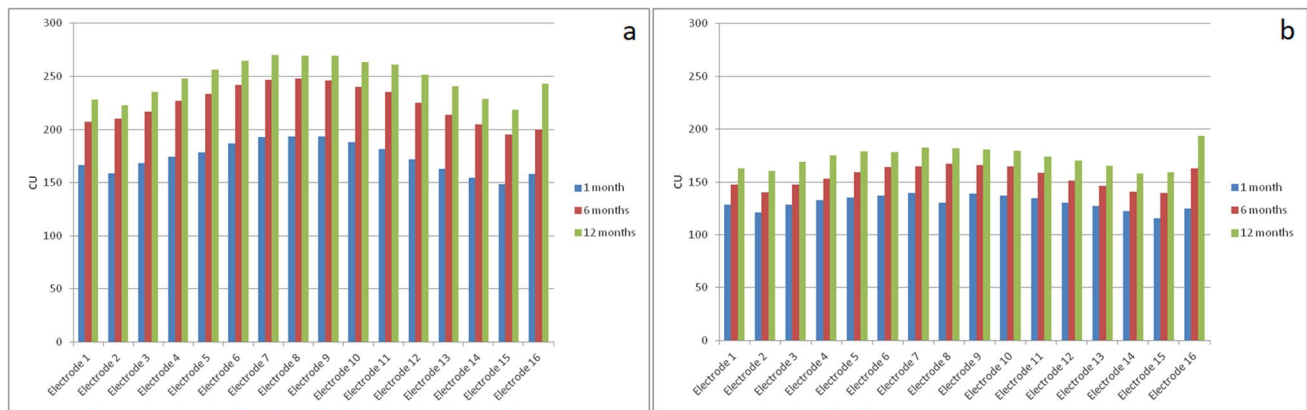 a
300
250
200
150
100
50
0
CU
1 month
6 months
12 months
Electrode 1
Electrode 2
Electrode 3
Electrode 4
Electrode 5
Electrode 6
Electrode 7
Electrode 8
Electrode 9
Electrode 10
Electrode 11
Electrode 12
Electrode 13
Electrode 14
Electrode 15
Electrode 16
b
300
250
200
150
100
50
0
CU
1 month
6 months
12 months
Electrode 1
Electrode 2
Electrode 3
Electrode 4
Electrode 5
Electrode 6
Electrode 7
Electrode 8
Electrode 9
Electrode 10
Electrode 11
Electrode 12
Electrode 13
Electrode 14
Electrode 15
Electrode 16